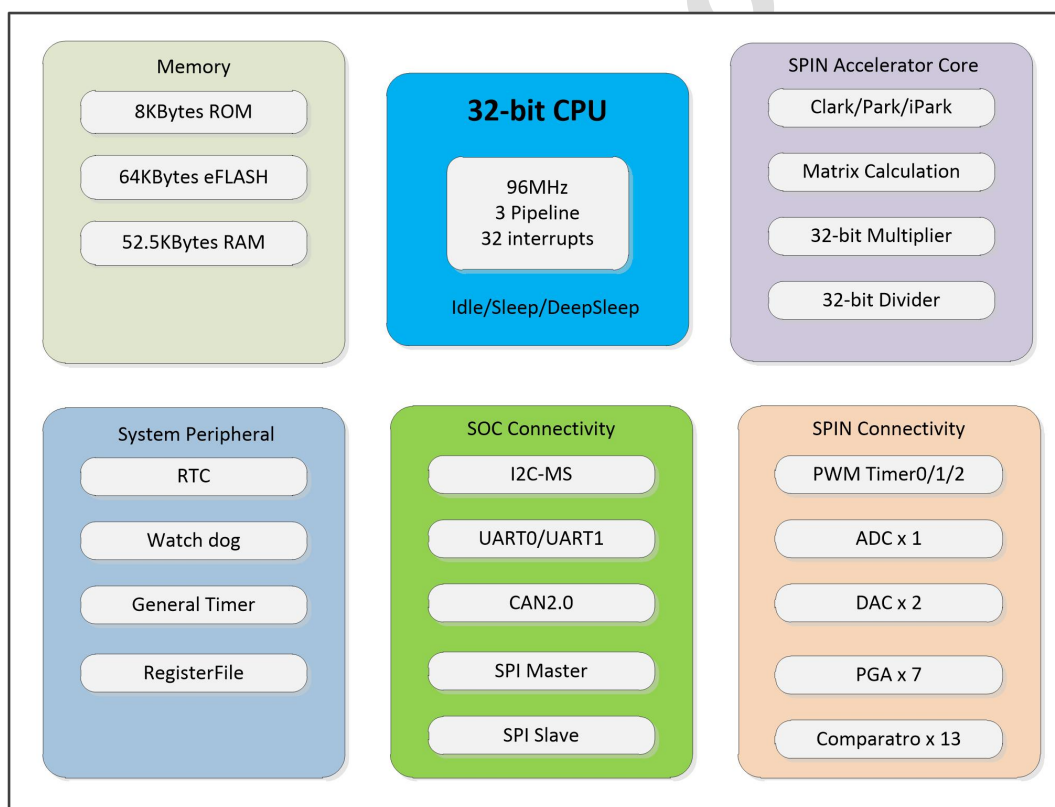 Memory
8KBytes ROM
64KBytes eFLASH
52.5KBytes RAM
32-bit CPU
96MHz
3 Pipeline
32 interrupts
Idle/Sleep/DeepSleep
SPIN Accelerator Core
Clark/Park/iPark
Matrix Calculation
32-bit Multiplier
32-bit Divider
System Peripheral
RTC
Watch dog
General Timer
RegisterFile
SOC Connectivity
I2C-MS
UART0/UART1
CAN2.0
SPI Master
SPI Slave
SPIN Connectivity
PWM Timer0/1/2
ADC x 1
DAC x 2
PGA x 7
Comparatro x 13